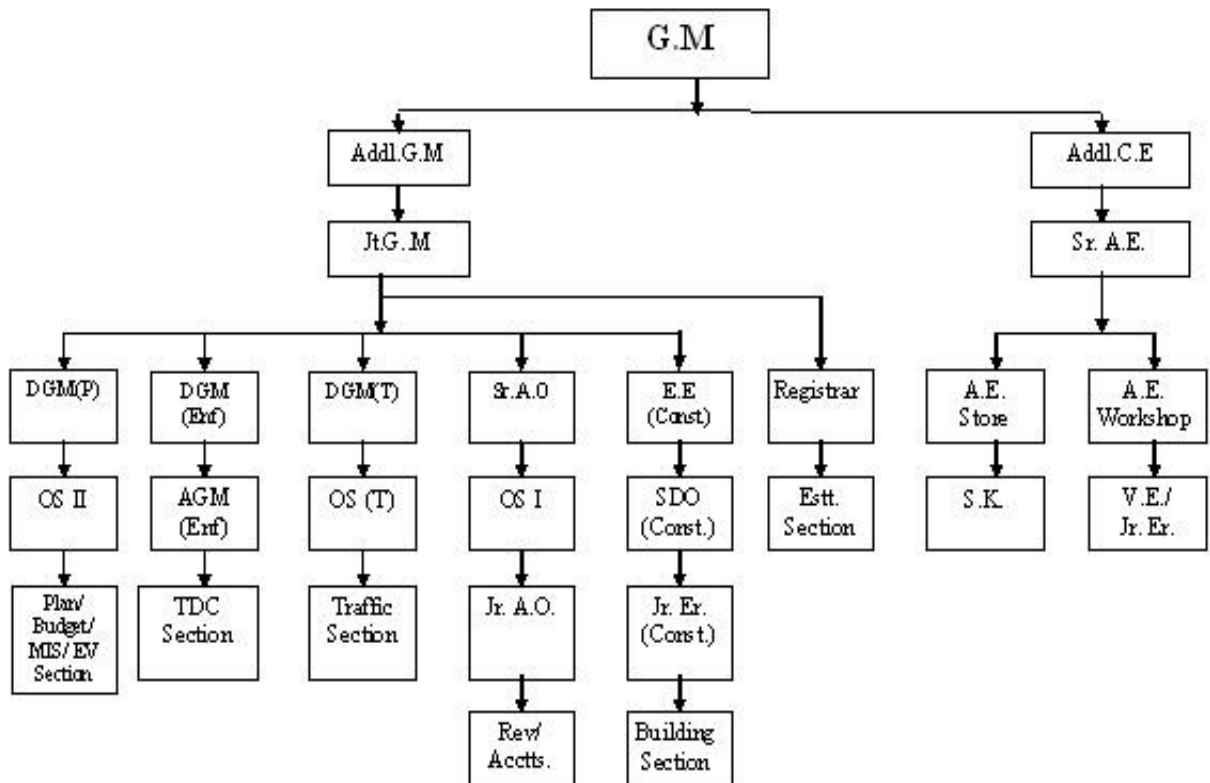 G.M
Addl.G.M
Addl.C.E
Jt.G.M
Sr. A.E.
DGM(P)
DGM
(Enf)
DGM(T)
Sr.A.O
E.E
(Const)
Registrar
A.E.
Store
A.E.
Workshop
OS II
AGM
(Enf)
OS (T)
OS I
SDO
(Const.)
Estt.
Section
S.K.
V.E./
Jr. Er.
Plan/
Budget/
MIS/ EV
Section
TDC
Section
Traffic
Section
Jr. A.O.
Jr. Er.
(Const.)
Rev/
Acctts.
Building
Section